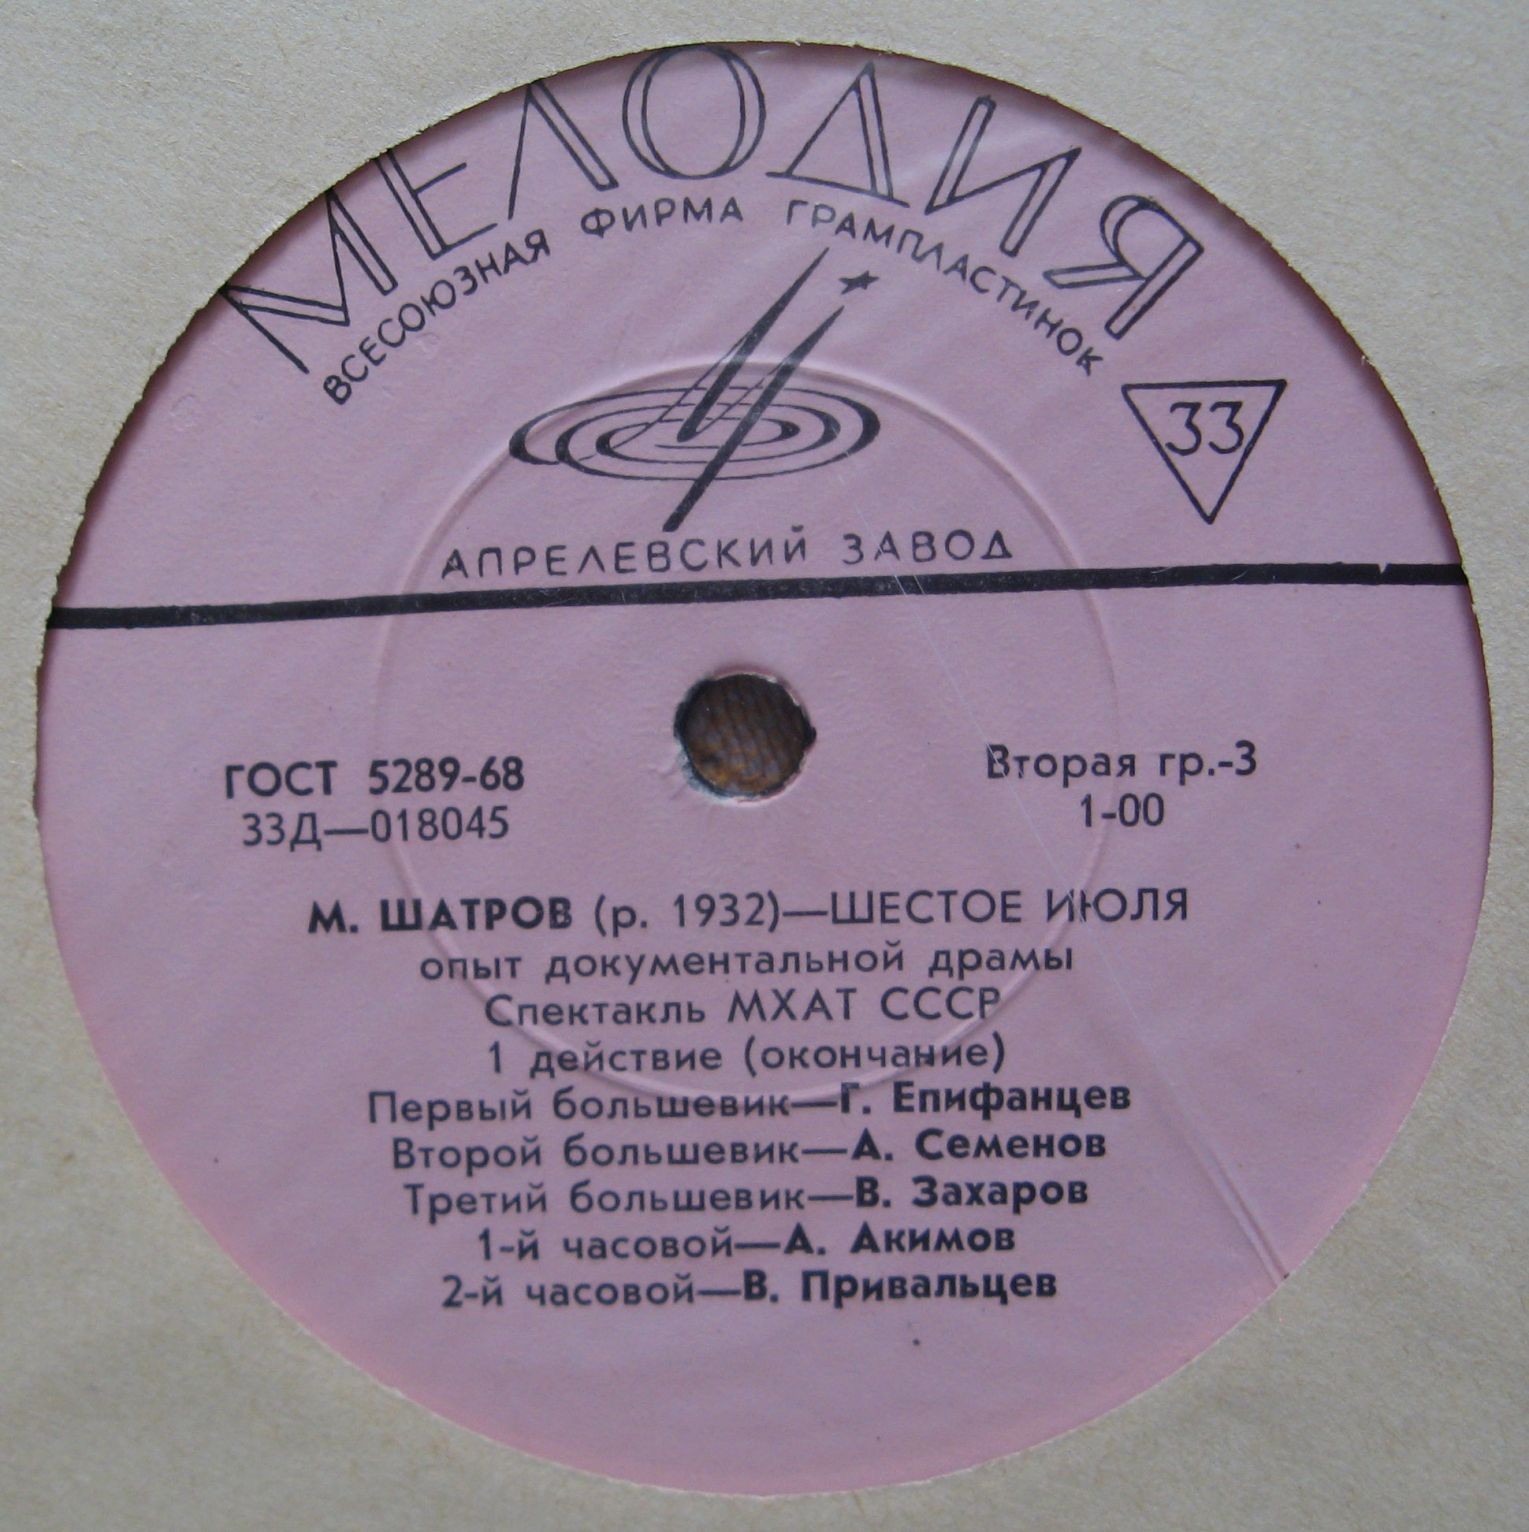 МЕЛОДИЯ
ВСЕСОЮЗНАЯ ФИРМА ГРАМПЛАСТИНОК
33
АПРЕЛЕВСКИЙ ЗАВОД
ГОСТ 5289-68
33Д—018045
Вторая гр.-3
1-00
М. ШАТРОВ (р. 1932)—ШЕСТОЕ ИЮЛЯ
опыт документальной драмы
Спектакль МХАТ СССР
1 действие (окончание)
Первый большевик—Г. Епифанцев
Второй большевик—А. Семенов
Третий большевик—В. Захаров
1-й часовой—А. Акимов
2-й часовой—В. Привальцев